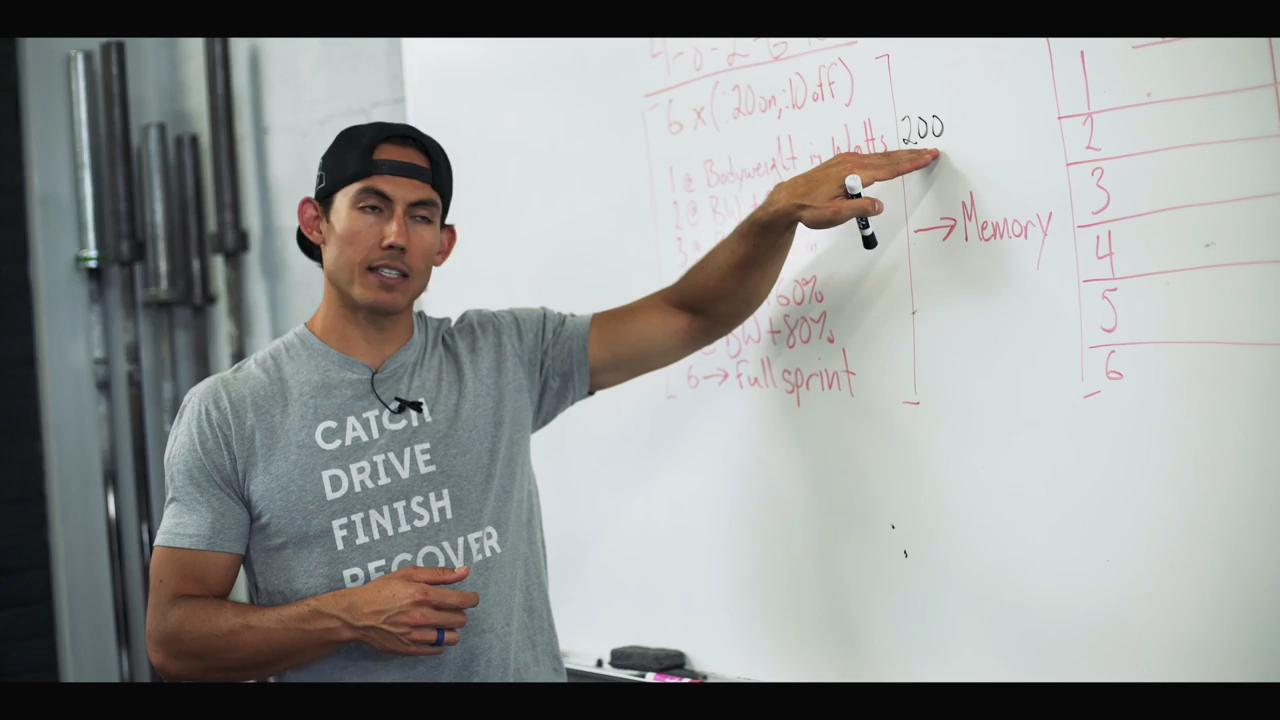 6 x (:20 on, :10 off)
1 @ Bodyweight in Watts
200
2 @ BW +
3 @
→ Memory
60%
BW + 80%
6 → Full sprint
1
2
3
4
5
6
CATCH
DRIVE
FINISH
RECOVER